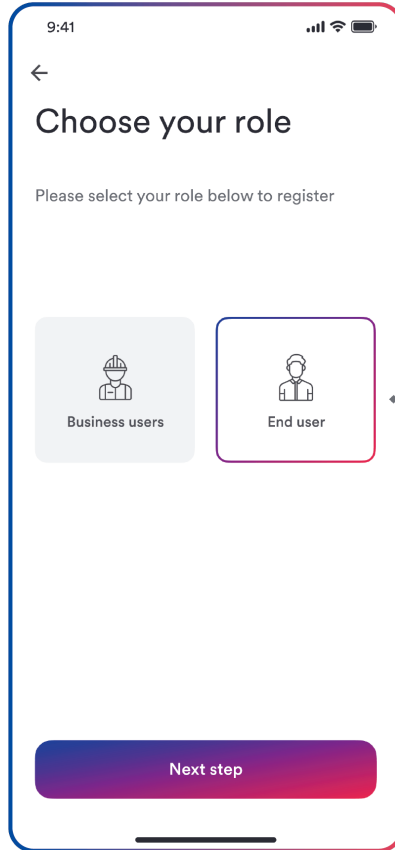 9:41
Choose your role
Please select your role below to register
Business users
End user
Next step